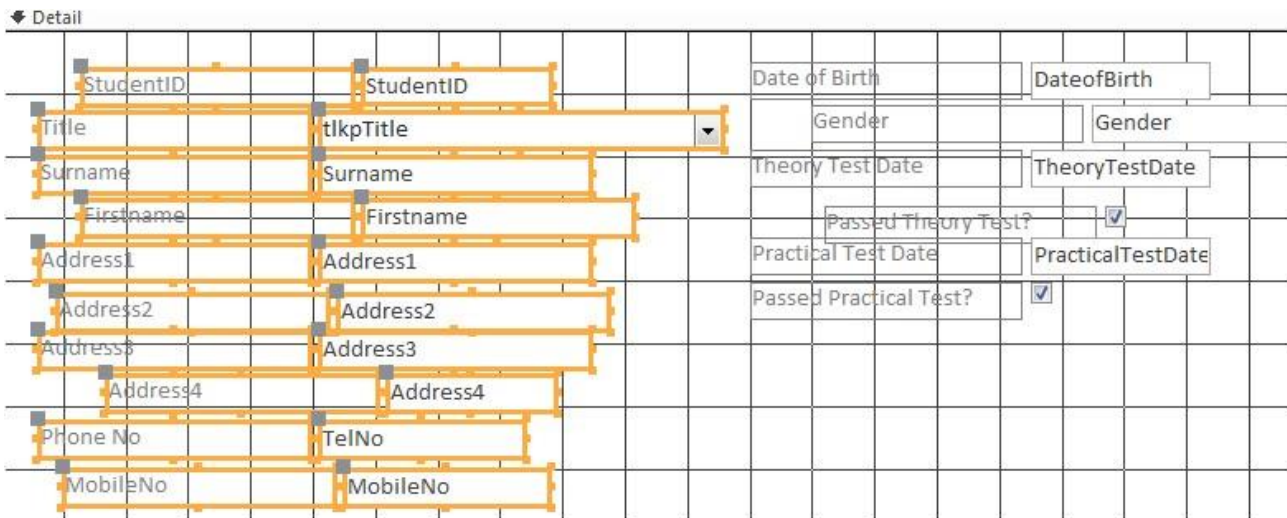 Detail
StudentID StudentID
Title tlkpTitle
Surname Surname
Firstname Firstname
Address1 Address1
Address2 Address2
Address3 Address3
Address4 Address4
Phone No TelNo
MobileNo MobileNo
Date of Birth DateofBirth
Gender Gender
Theory Test Date TheoryTestDate
Passed Theory Test?
Practical Test Date PracticalTestDate
Passed Practical Test?